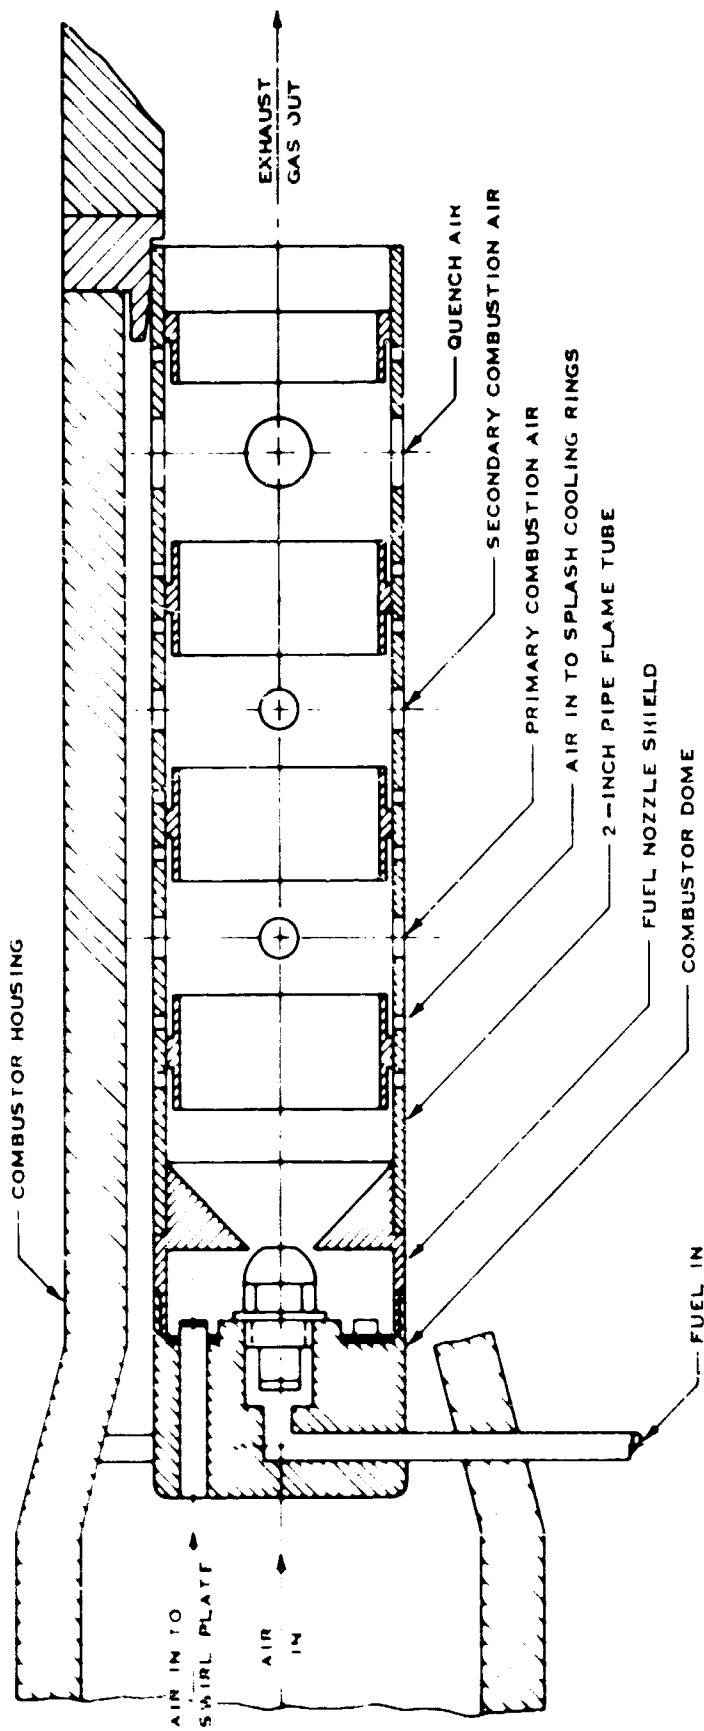 COMBUSTOR HOUSING
EXHAUST
GAS OUT
QUENCH AIR
SECONDARY COMBUSTION AIR
PRIMARY COMBUSTION AIR
AIR IN TO SPLASH COOLING RINGS
2-INCH PIPE FLAME TUBE
FUEL NOZZLE SHIELD
COMBUSTOR DOME
FUEL IN
AIR IN TO
SWIRL PLATE
AIR
IN